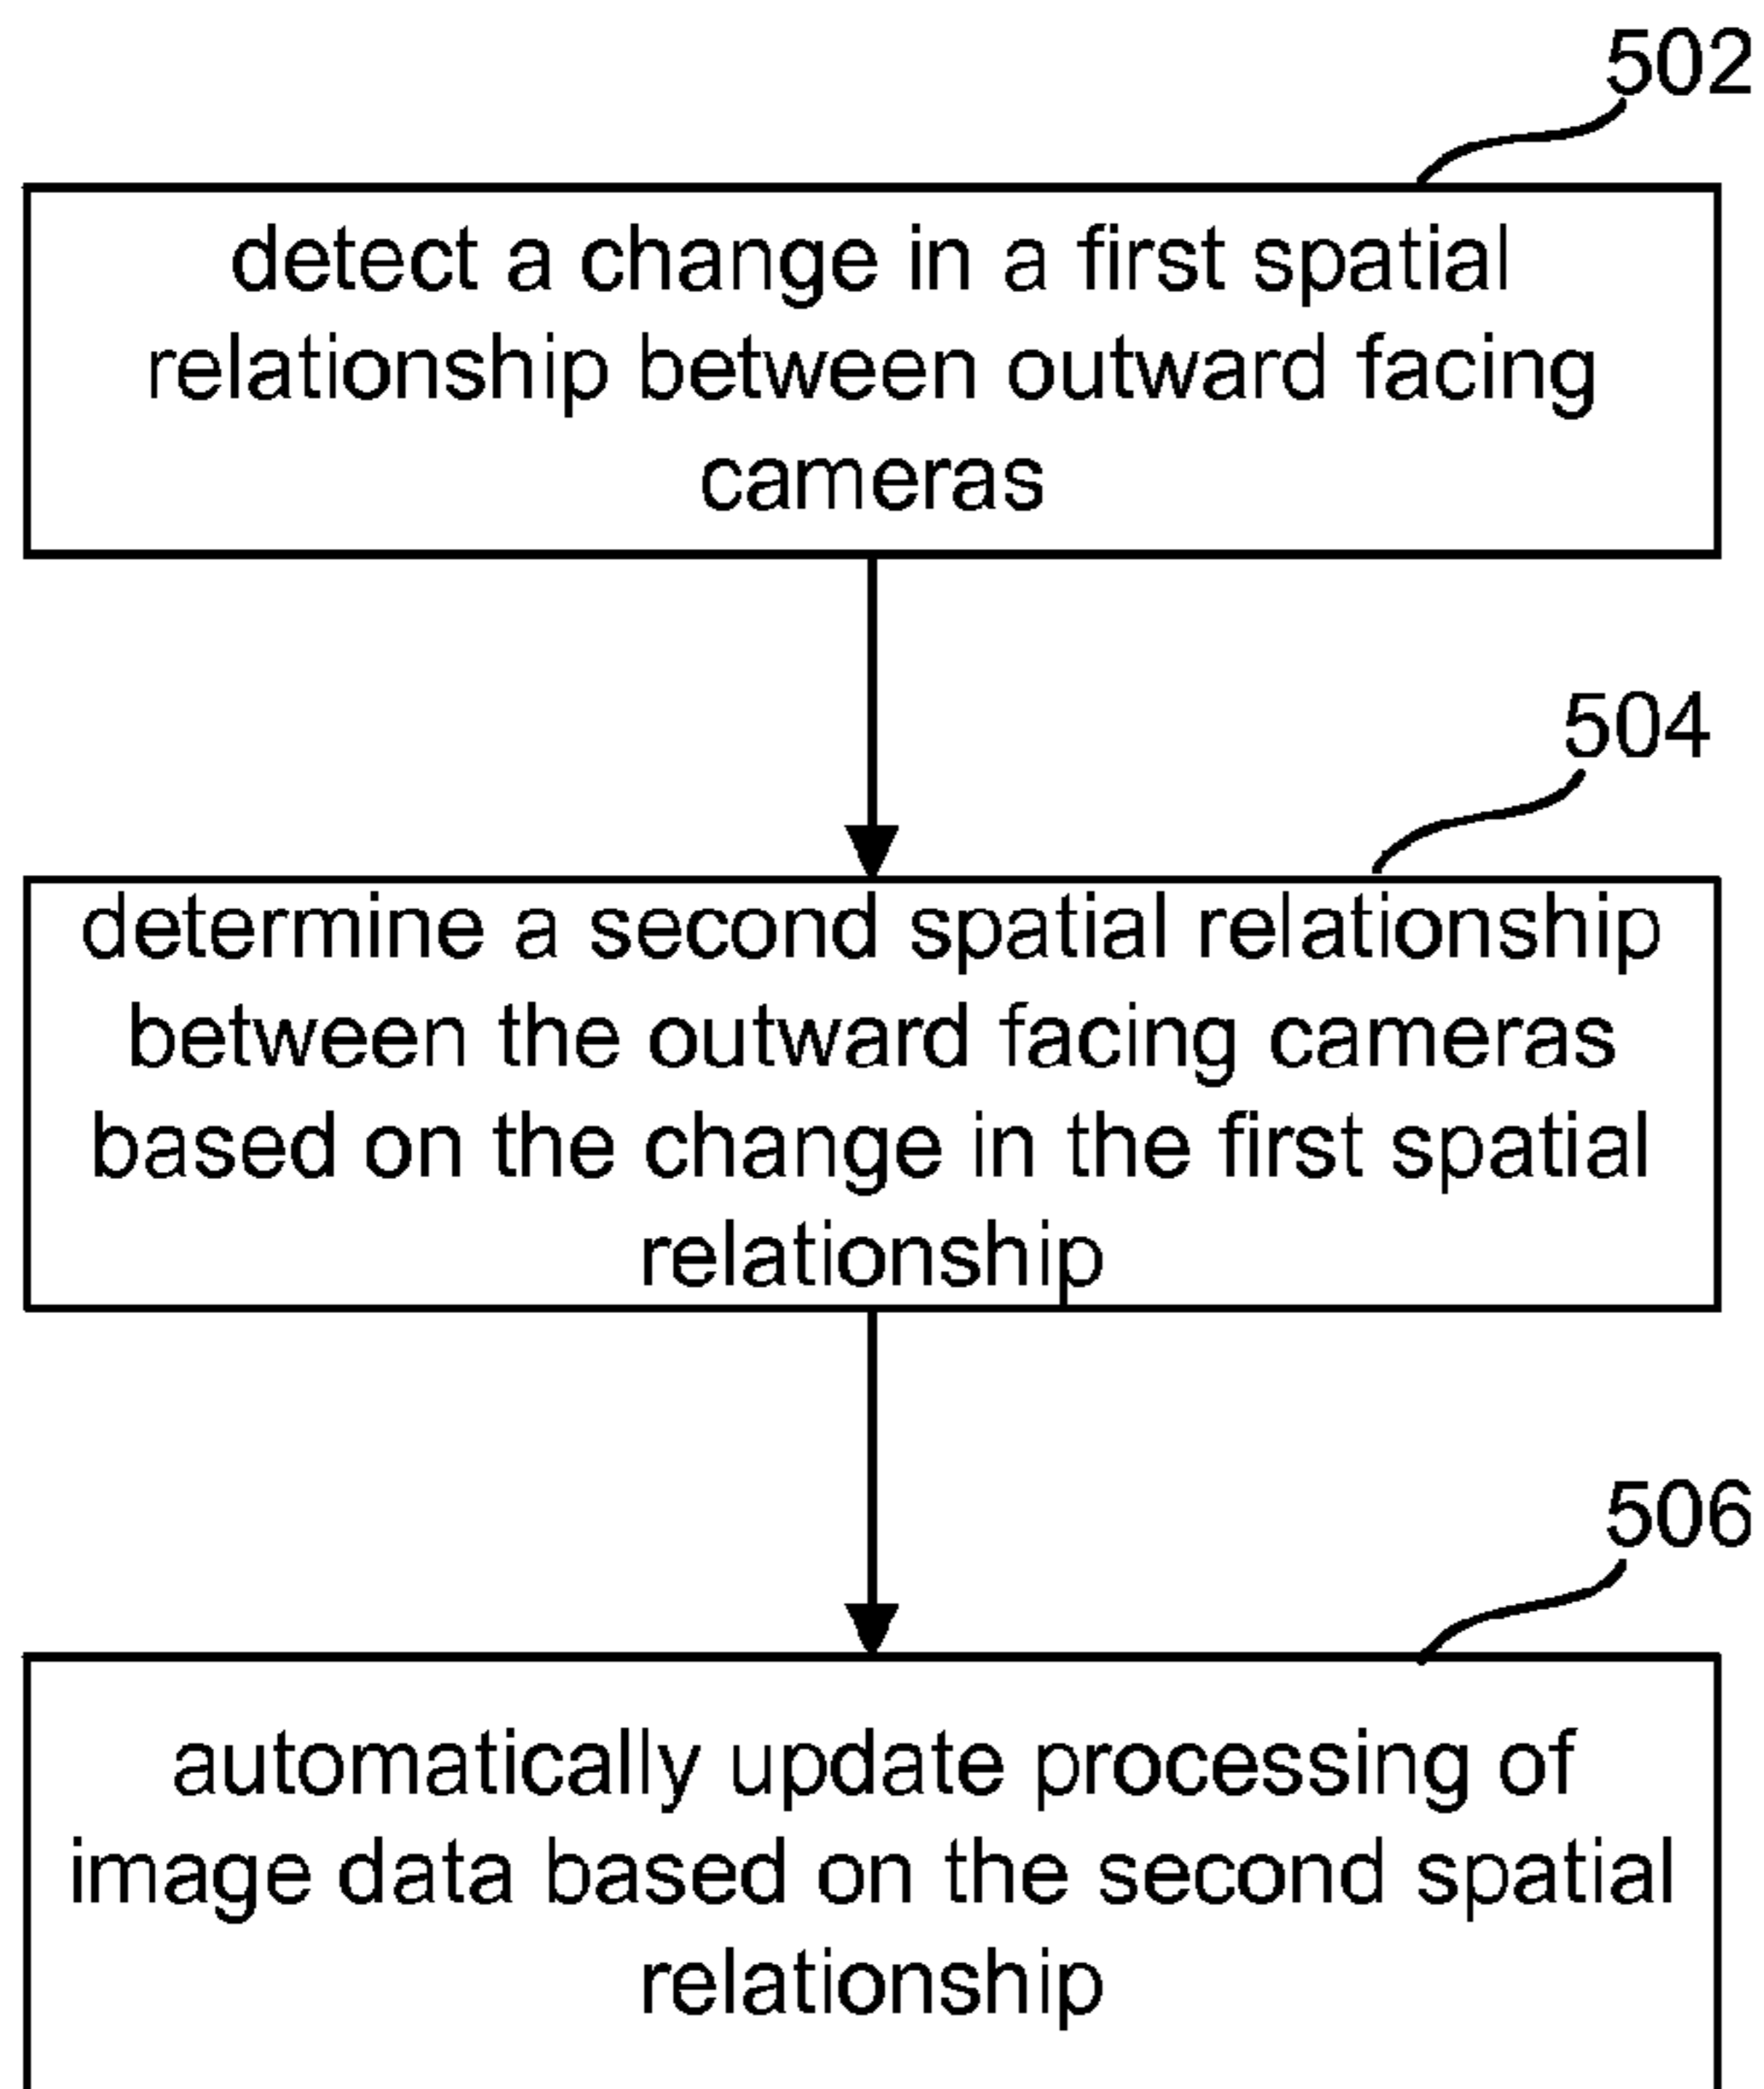 502
detect a change in a first spatial
relationship between outward facing
cameras
504
determine a second spatial relationship
between the outward facing cameras
based on the change in the first spatial
relationship
506
automatically update processing of
image data based on the second spatial
relationship